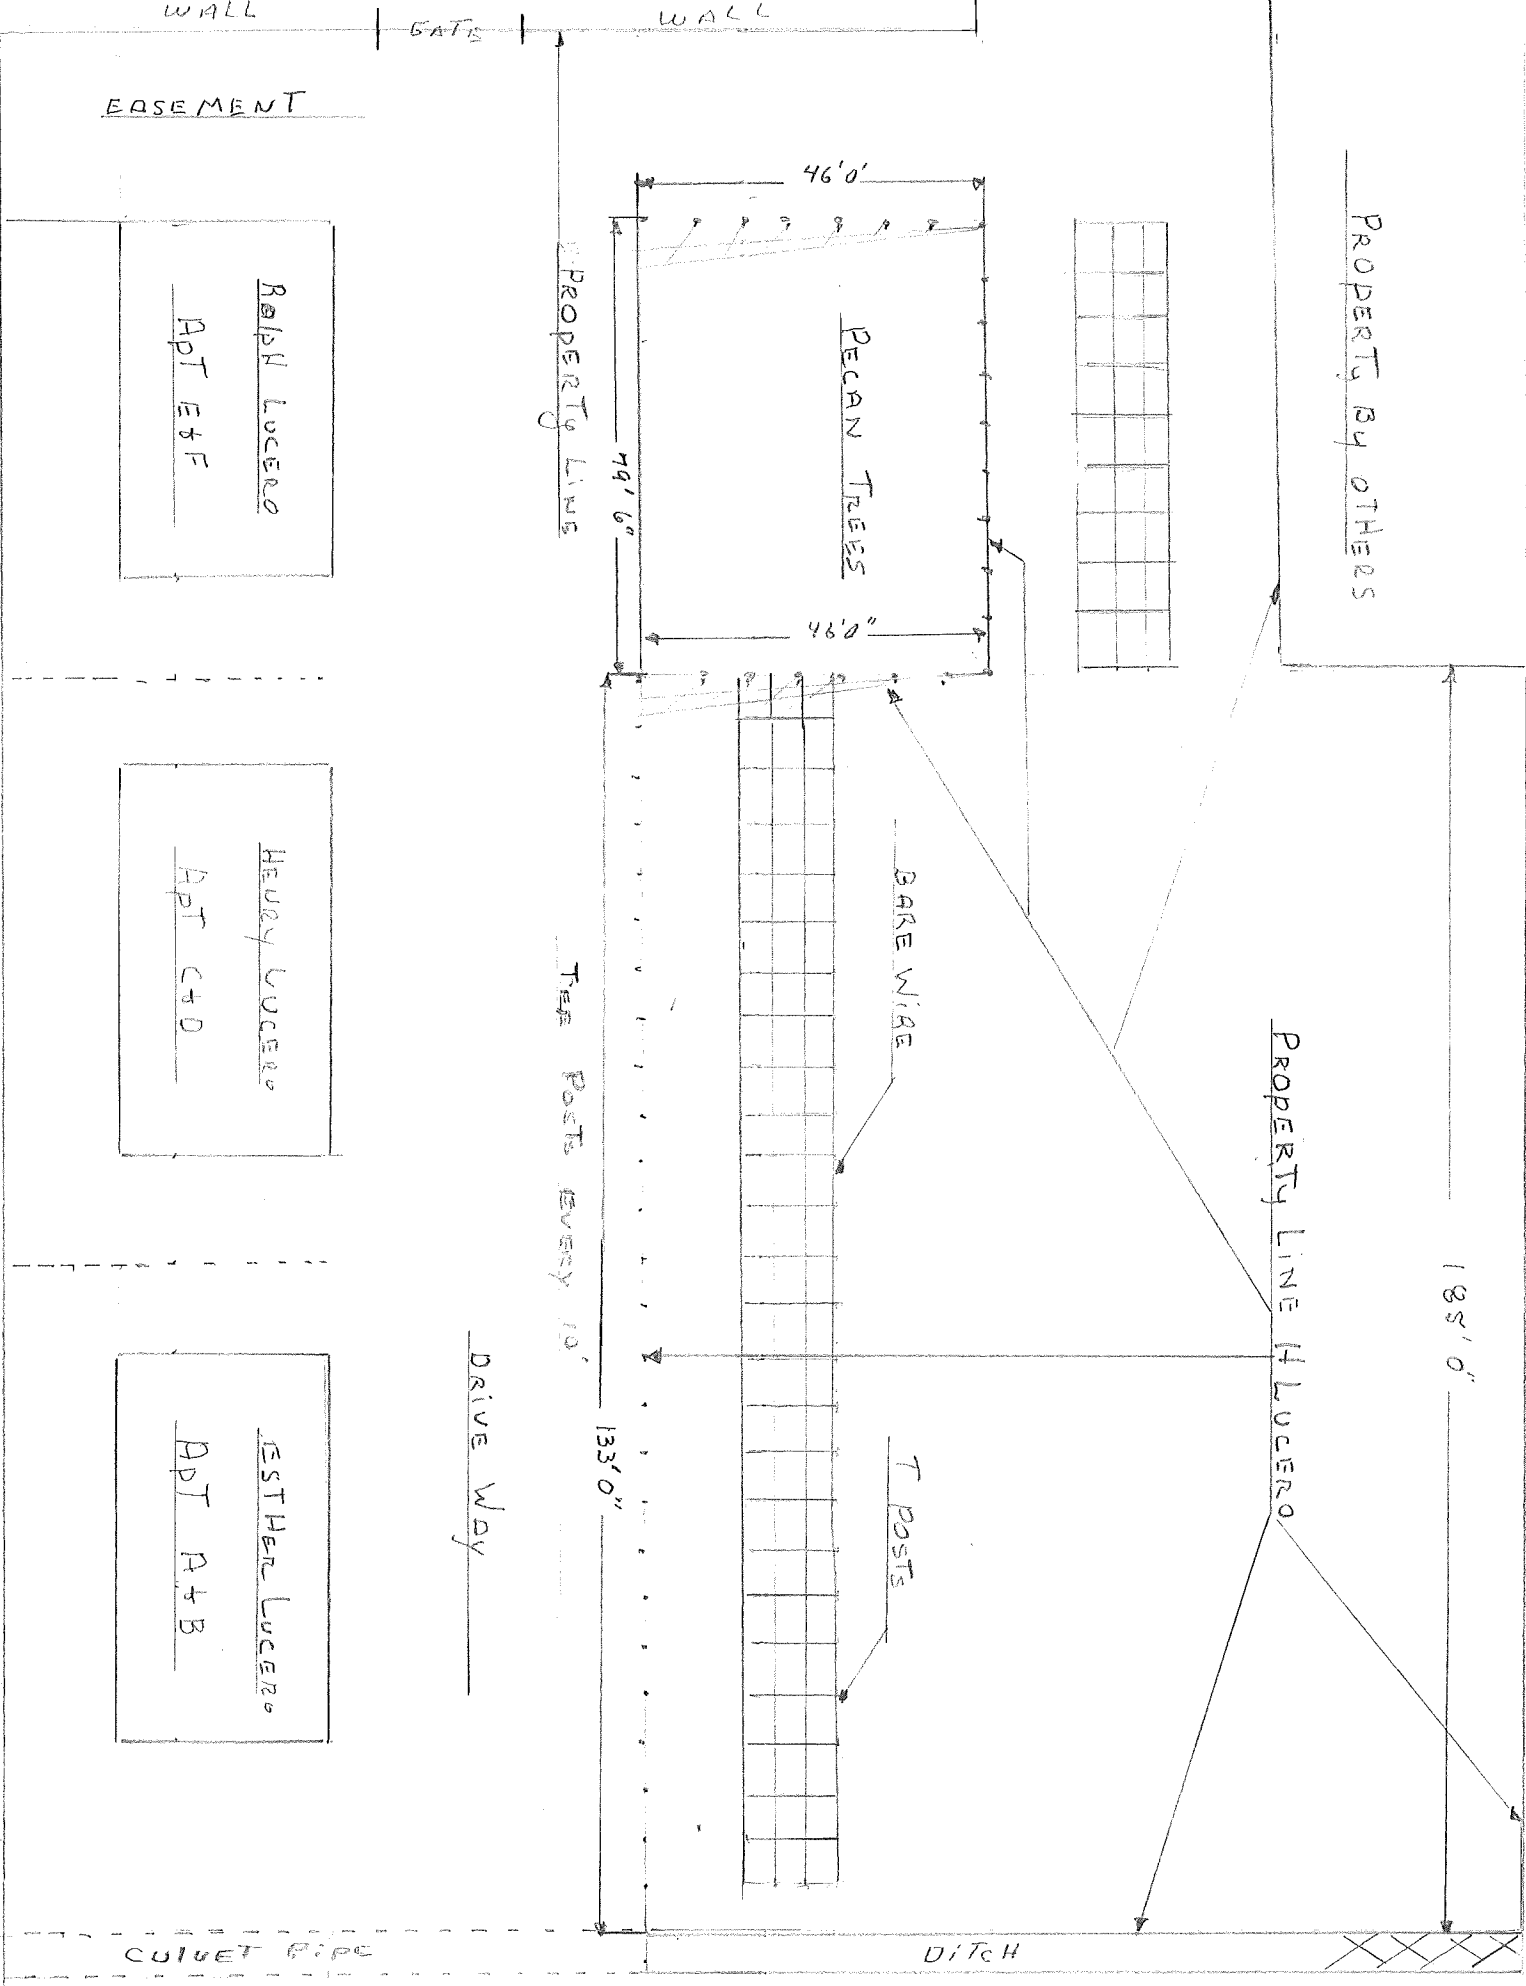 WALL
GATE
WALL
EASEMENT
46'0'
PROPERTY BY OTHERS
RalpH LUCERO
ApT E+F
PROPERTY LINE
79' 6"
PECAN TREES
46'0"
HENRY LUCERO
ApT C+D
TEE POSTS EVERY 10'
BARE WIRE
PROPERTY LINE H LUCERO
188' 0"
ESTHER LUCERO
ApT A+B
DRIVE WAY
133'0"
T POSTS
CULVET PIPE
DITCH